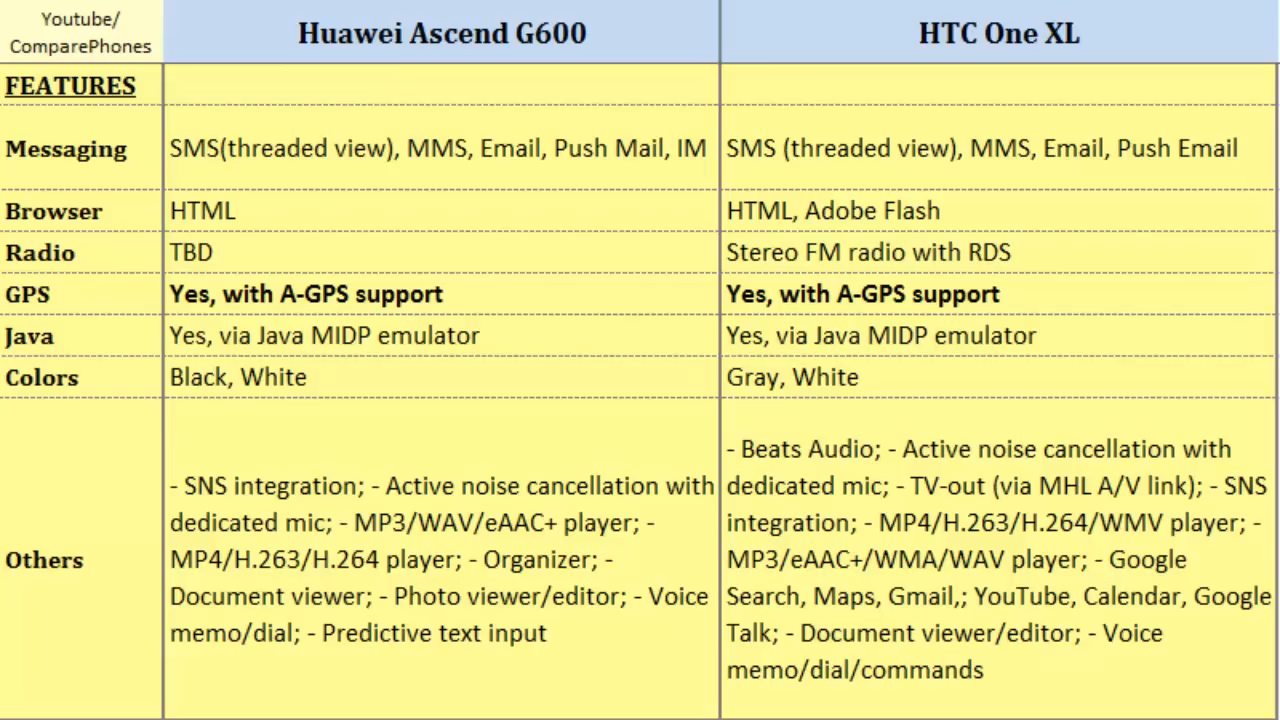 Youtube/
ComparePhones
Huawei Ascend G600
HTC One XL
FEATURES
Messaging
SMS(threaded view), MMS, Email, Push Mail, IM
SMS (threaded view), MMS, Email, Push Email
Browser
HTML
HTML, Adobe Flash
Radio
TBD
Stereo FM radio with RDS
GPS
Yes, with A-GPS support
Yes, with A-GPS support
Java
Yes, via Java MIDP emulator
Yes, via Java MIDP emulator
Colors
Black, White
Gray, White
Others
- SNS integration; - Active noise cancellation with
dedicated mic; - MP3/WAV/eAAC+ player; -
MP4/H.263/H.264 player; - Organizer; -
Document viewer; - Photo viewer/editor; - Voice
memo/dial; - Predictive text input
- Beats Audio; - Active noise cancellation with
dedicated mic; - TV-out (via MHL A/V link); - SNS
integration; - MP4/H.263/H.264/WMV player; -
MP3/eAAC+/WMA/WAV player; - Google
Search, Maps, Gmail,; YouTube, Calendar, Google
Talk; - Document viewer/editor; - Voice
memo/dial/commands